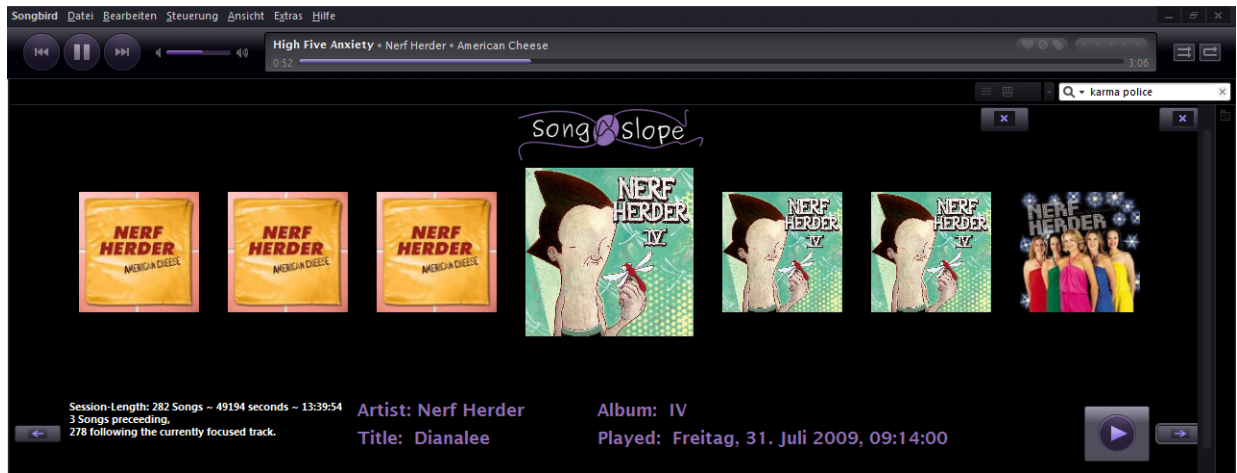 Songbird Datei Bearbeiten Steuerung Ansicht Extras Hilfe
High Five Anxiety • Nerf Herder • American Cheese
0:52 3:06
karma police
song slope
NERF HERDER AMERICAN CHEESE
NERF HERDER AMERICAN CHEESE
NERF HERDER AMERICAN CHEESE
NERF HERDER IV
NERF HERDER IV
NERF HERDER IV
NERF HERDER
Session-Length: 282 Songs ~ 49194 seconds ~ 13:39:54
3 Songs preceeding,
278 following the currently focused track.
Artist: Nerf Herder Album: IV
Title: Dianalee Played: Freitag, 31. Juli 2009, 09:14:00